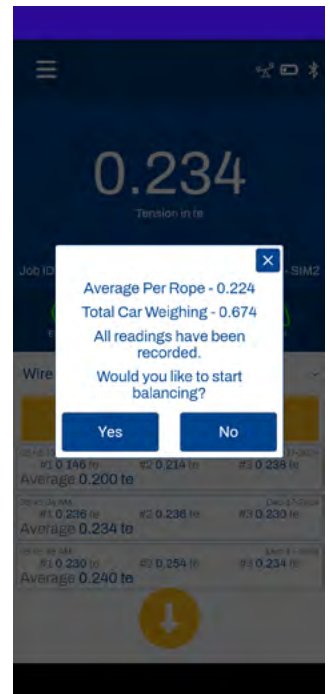 0.234
Tension in te
Job ID
- SIM2
Average Per Rope - 0.224
Total Car Weighing - 0.674
All readings have been
recorded.
Would you like to start
balancing?
Yes
No
Wire
#1 0.146 te #2 0.214 te #3 0.238 te
Average 0.200 te
#1 0.236 te #2 0.236 te #3 0.230 te
Average 0.234 te
#1 0.230 te #2 0.254 te #3 0.234 te
Average 0.240 te